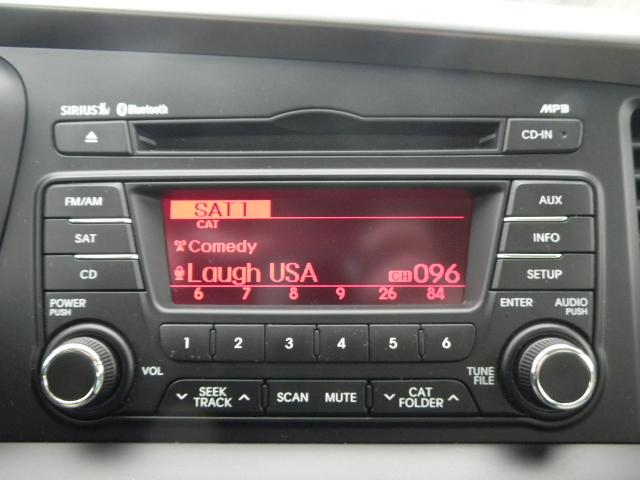 SIRIUS Bluetooth MP3
CD-IN
FM/AM SAT1 AUX
CAT
SAT Comedy INFO
CD Laugh USA CH 096 SETUP
6 7 8 9 26 84
POWER PUSH ENTER AUDIO PUSH
1 2 3 4 5 6
VOL TUNE FILE
SEEK TRACK SCAN MUTE CAT FOLDER